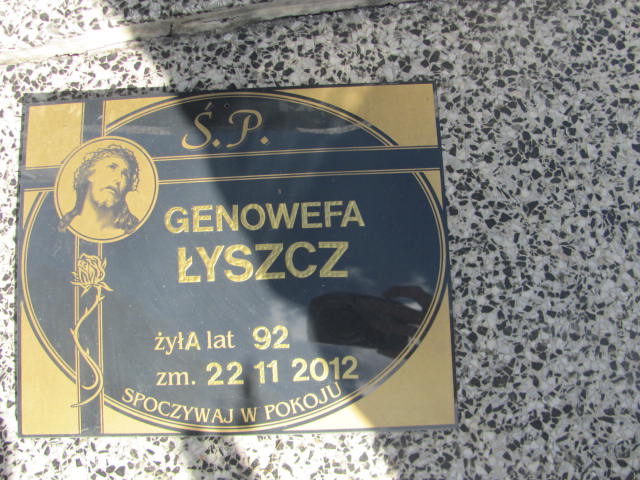 Ś.P.
GENOWEFA
ŁYSZCZ
żyłA lat 92
zm. 22 11 2012
SPOCZYWAJ W POKOJU